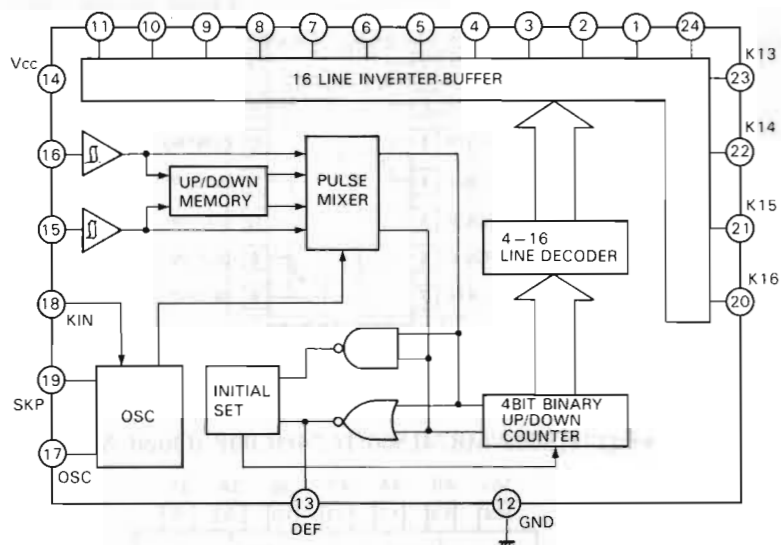 11 10 9 8 7 6 5 4 3 2 1 24
Vcc
14
16 LINE INVERTER-BUFFER
K13
23
K14
22
K15
21
K16
20
16
UP/DOWN
MEMORY
PULSE
MIXER
15
4-16
LINE DECODER
18
KIN
19
SKP
OSC
17
OSC
INITIAL
SET
4BIT BINARY
UP/DOWN
COUNTER
13
DEF
12
GND